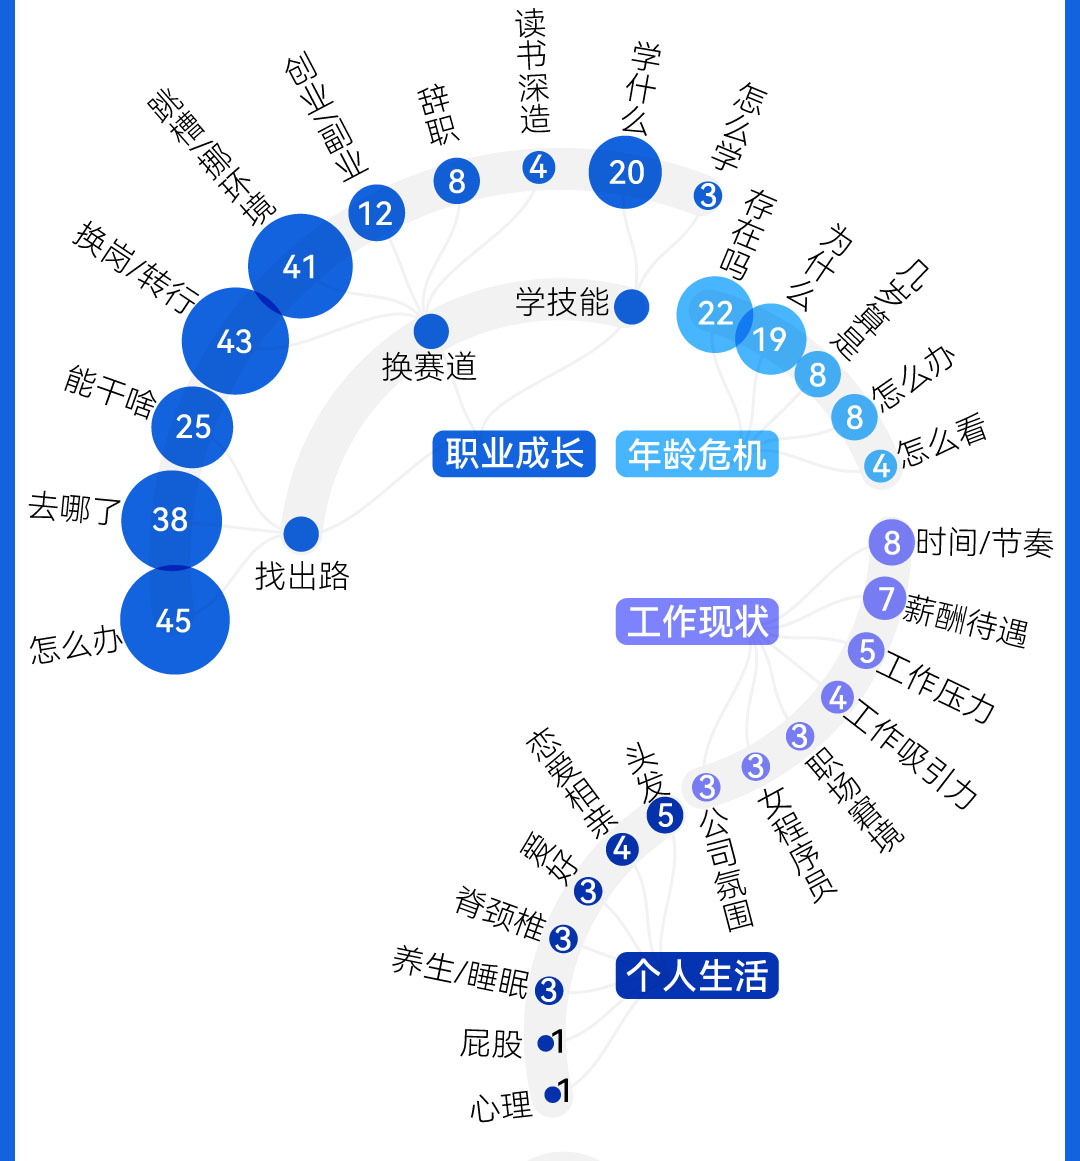 职业成长
找出路
怎么办
45
去哪了
38
能干啥
25
换赛道
换岗/转行
43
跳槽/挪环境
41
创业/副业
12
辞职
8
读书深造
4
学技能
学什么
20
怎么学
3
年龄危机
存在吗
22
为什么
19
几岁算是
8
怎么办
8
怎么看
4
工作现状
8
时间/节奏
7
薪酬待遇
5
工作压力
4
工作吸引力
3
职场窘境
3
女程序员
3
公司氛围
个人生活
头发
5
恋爱相亲
4
爱好
3
脊颈椎
3
养生/睡眠
3
屁股
1
心理
1